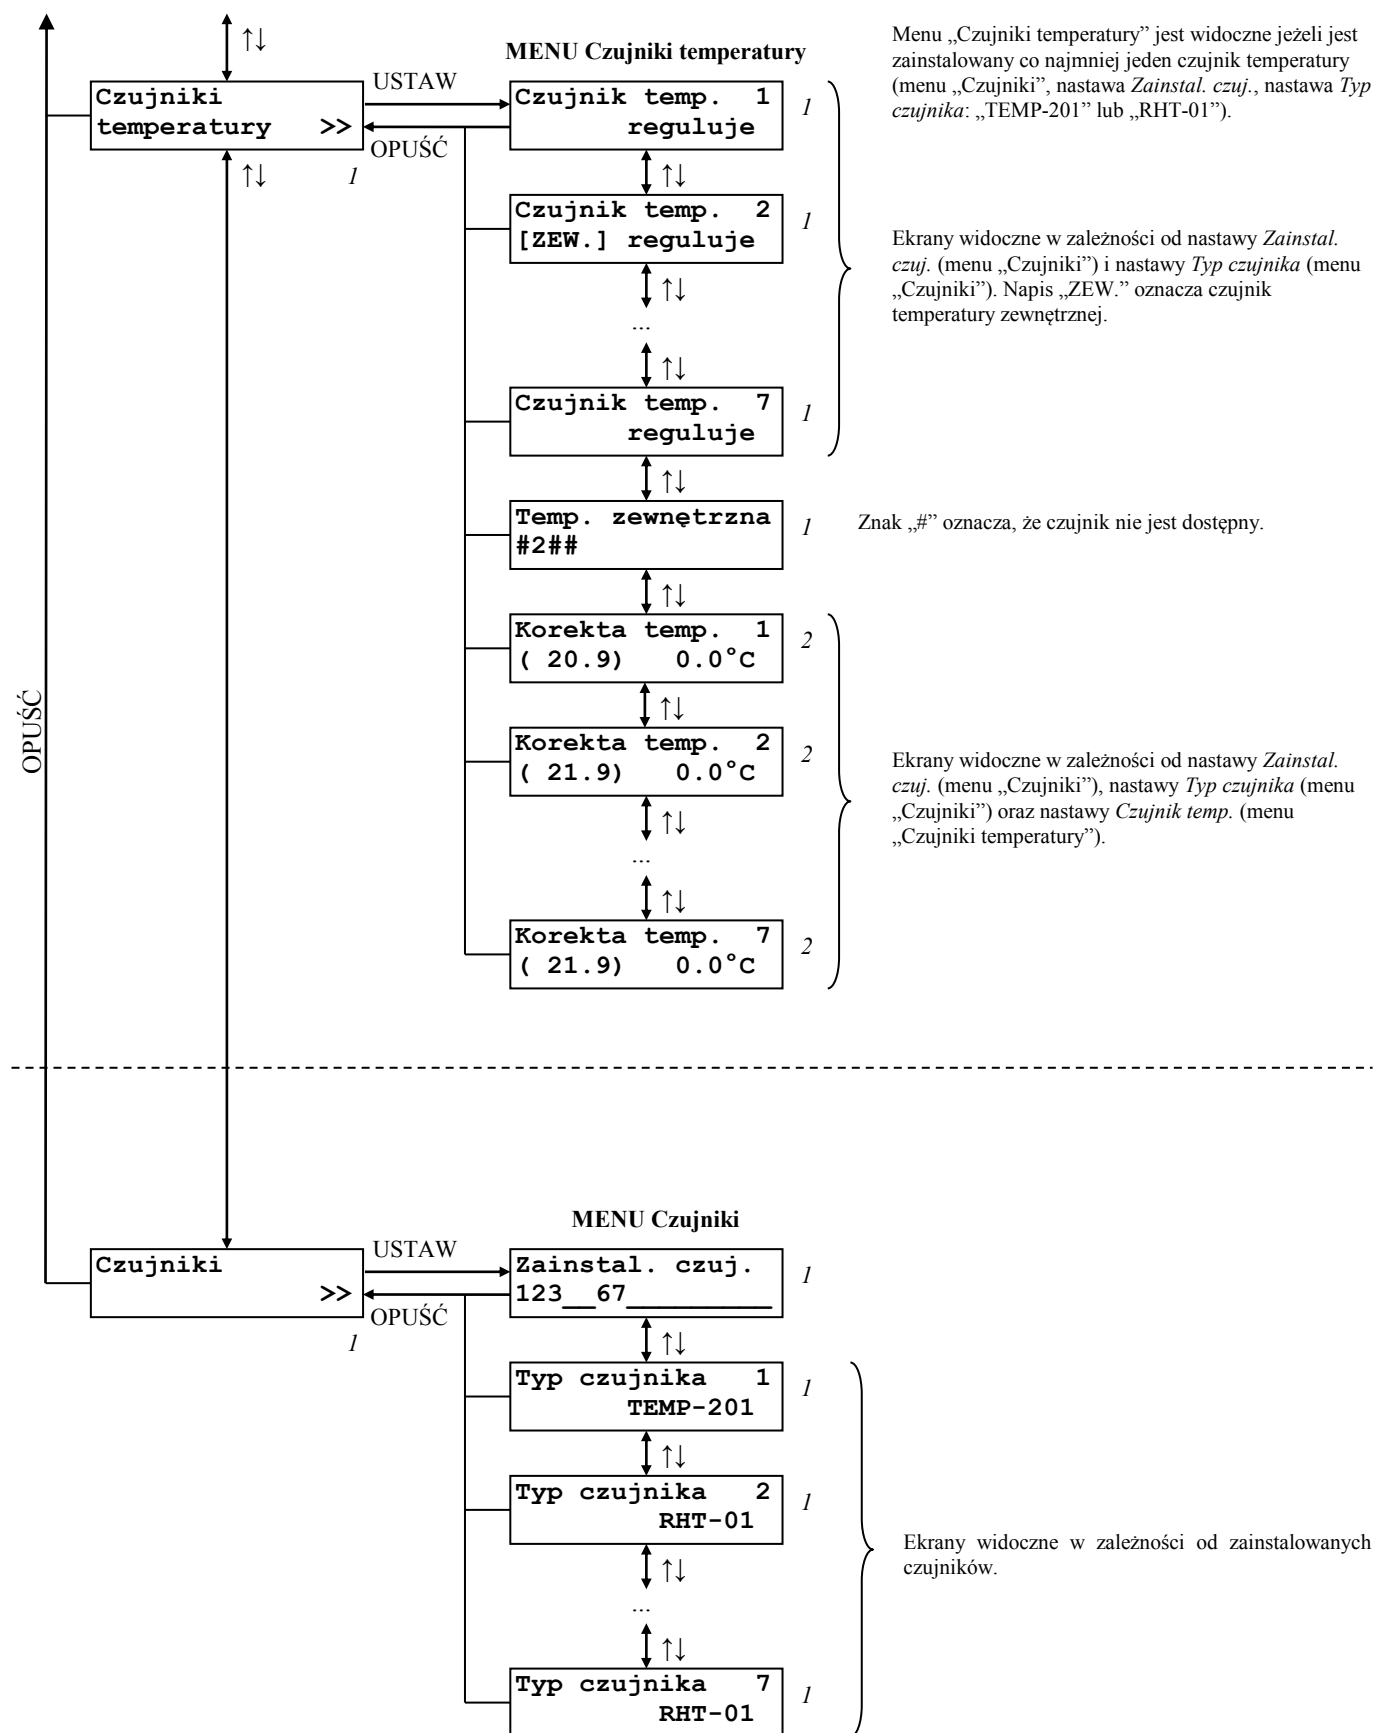 ↑↓
MENU Czujniki temperatury
Menu „Czujniki temperatury” jest widoczne jeżeli jest
zainstalowany co najmniej jeden czujnik temperatury
(menu „Czujniki”, nastawa Zainstal. czuj., nastawa Typ
czujnika: „TEMP-201” lub „RHT-01”).
Czujniki
temperatury >>
1
↑↓
USTAW
OPUŚĆ
Czujnik temp. 1
reguluje
1
↑↓
Czujnik temp. 2
[ZEW.] reguluje
1
↑↓
...
↑↓
Czujnik temp. 7
reguluje
1
Ekrany widoczne w zależności od nastawy Zainstal.
czuj. (menu „Czujniki”) i nastawy Typ czujnika (menu
„Czujniki”). Napis „ZEW.” oznacza czujnik
temperatury zewnętrznej.
↑↓
Temp. zewnętrzna
#2##
1
Znak „#” oznacza, że czujnik nie jest dostępny.
↑↓
Korekta temp. 1
( 20.9) 0.0°C
2
↑↓
Korekta temp. 2
( 21.9) 0.0°C
2
↑↓
...
↑↓
Korekta temp. 7
( 21.9) 0.0°C
2
Ekrany widoczne w zależności od nastawy Zainstal.
czuj. (menu „Czujniki”), nastawy Typ czujnika (menu
„Czujniki”) oraz nastawy Czujnik temp. (menu
„Czujniki temperatury”).
OPUŚĆ
MENU Czujniki
Czujniki
>>
1
USTAW
OPUŚĆ
Zainstal. czuj.
123__67_________
1
↑↓
Typ czujnika 1
TEMP-201
1
↑↓
Typ czujnika 2
RHT-01
1
↑↓
...
↑↓
Typ czujnika 7
RHT-01
1
Ekrany widoczne w zależności od zainstalowanych
czujników.